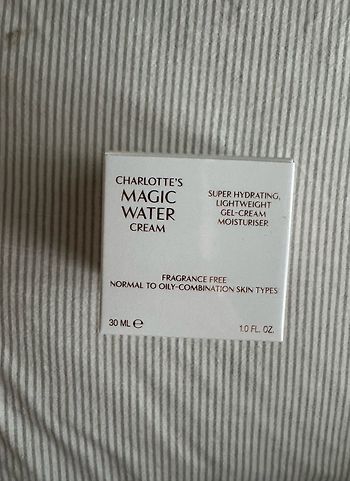 CHARLOTTE'S
MAGIC
WATER
CREAM
SUPER HYDRATING,
LIGHTWEIGHT
GEL-CREAM
MOISTURISER
FRAGRANCE FREE
NORMAL TO OILY-COMBINATION SKIN TYPES
30 ML ℮
1.0 FL. OZ.